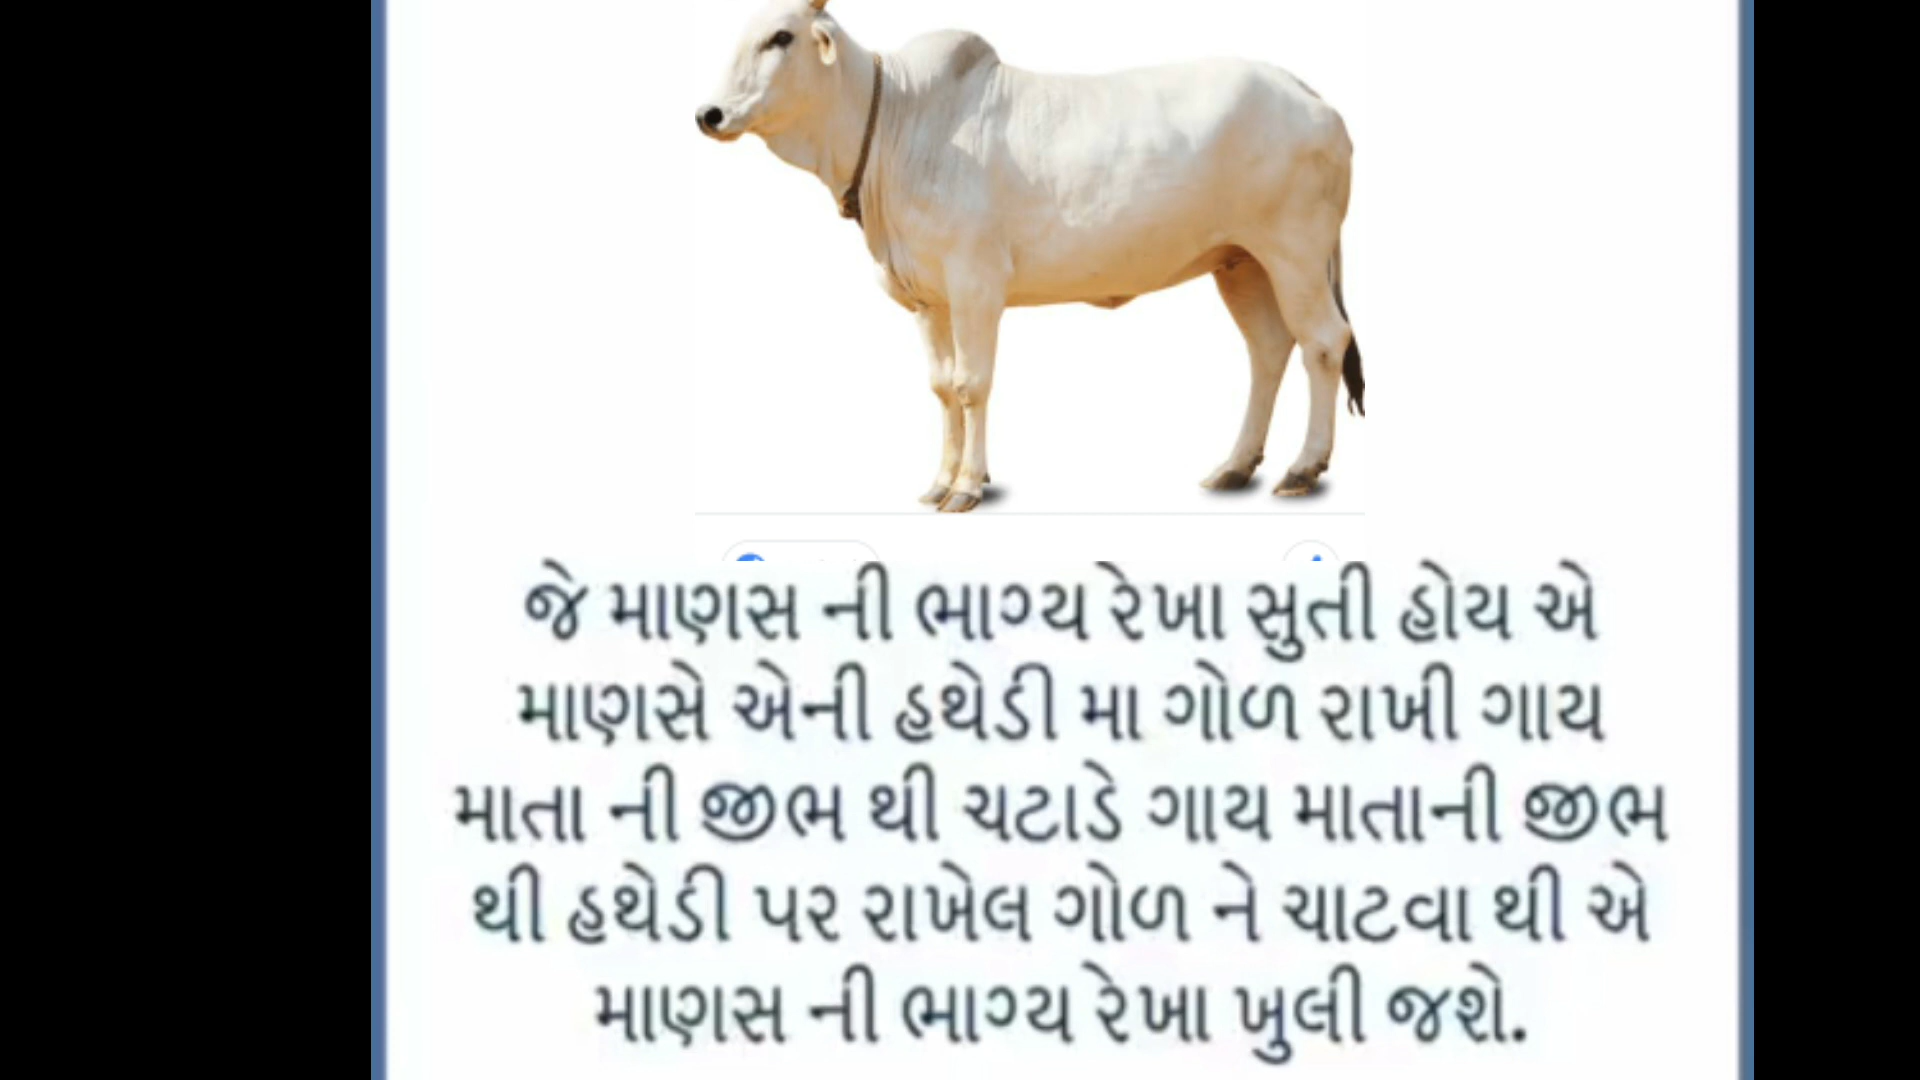 જે માણસ ની ભાગ્ય રેખા સુતી હોય એ
માણસે એની હથેડી મા ગોળ રાખી ગાય
માતા ની જીભ થી ચટાડે ગાય માતાની જીભ
થી હથેડી પર રાખેલ ગોળ ને ચાટવા થી એ
માણસ ની ભાગ્ય રેખા ખુલી જશે.